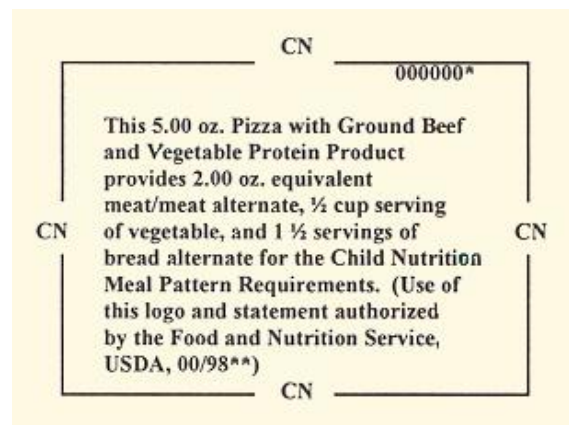 CN
000000*
This 5.00 oz. Pizza with Ground Beef
and Vegetable Protein Product
provides 2.00 oz. equivalent
meat/meat alternate, ½ cup serving
CN of vegetable, and 1 ½ servings of CN
bread alternate for the Child Nutrition
Meal Pattern Requirements. (Use of
this logo and statement authorized
by the Food and Nutrition Service,
USDA, 00/98**)
CN